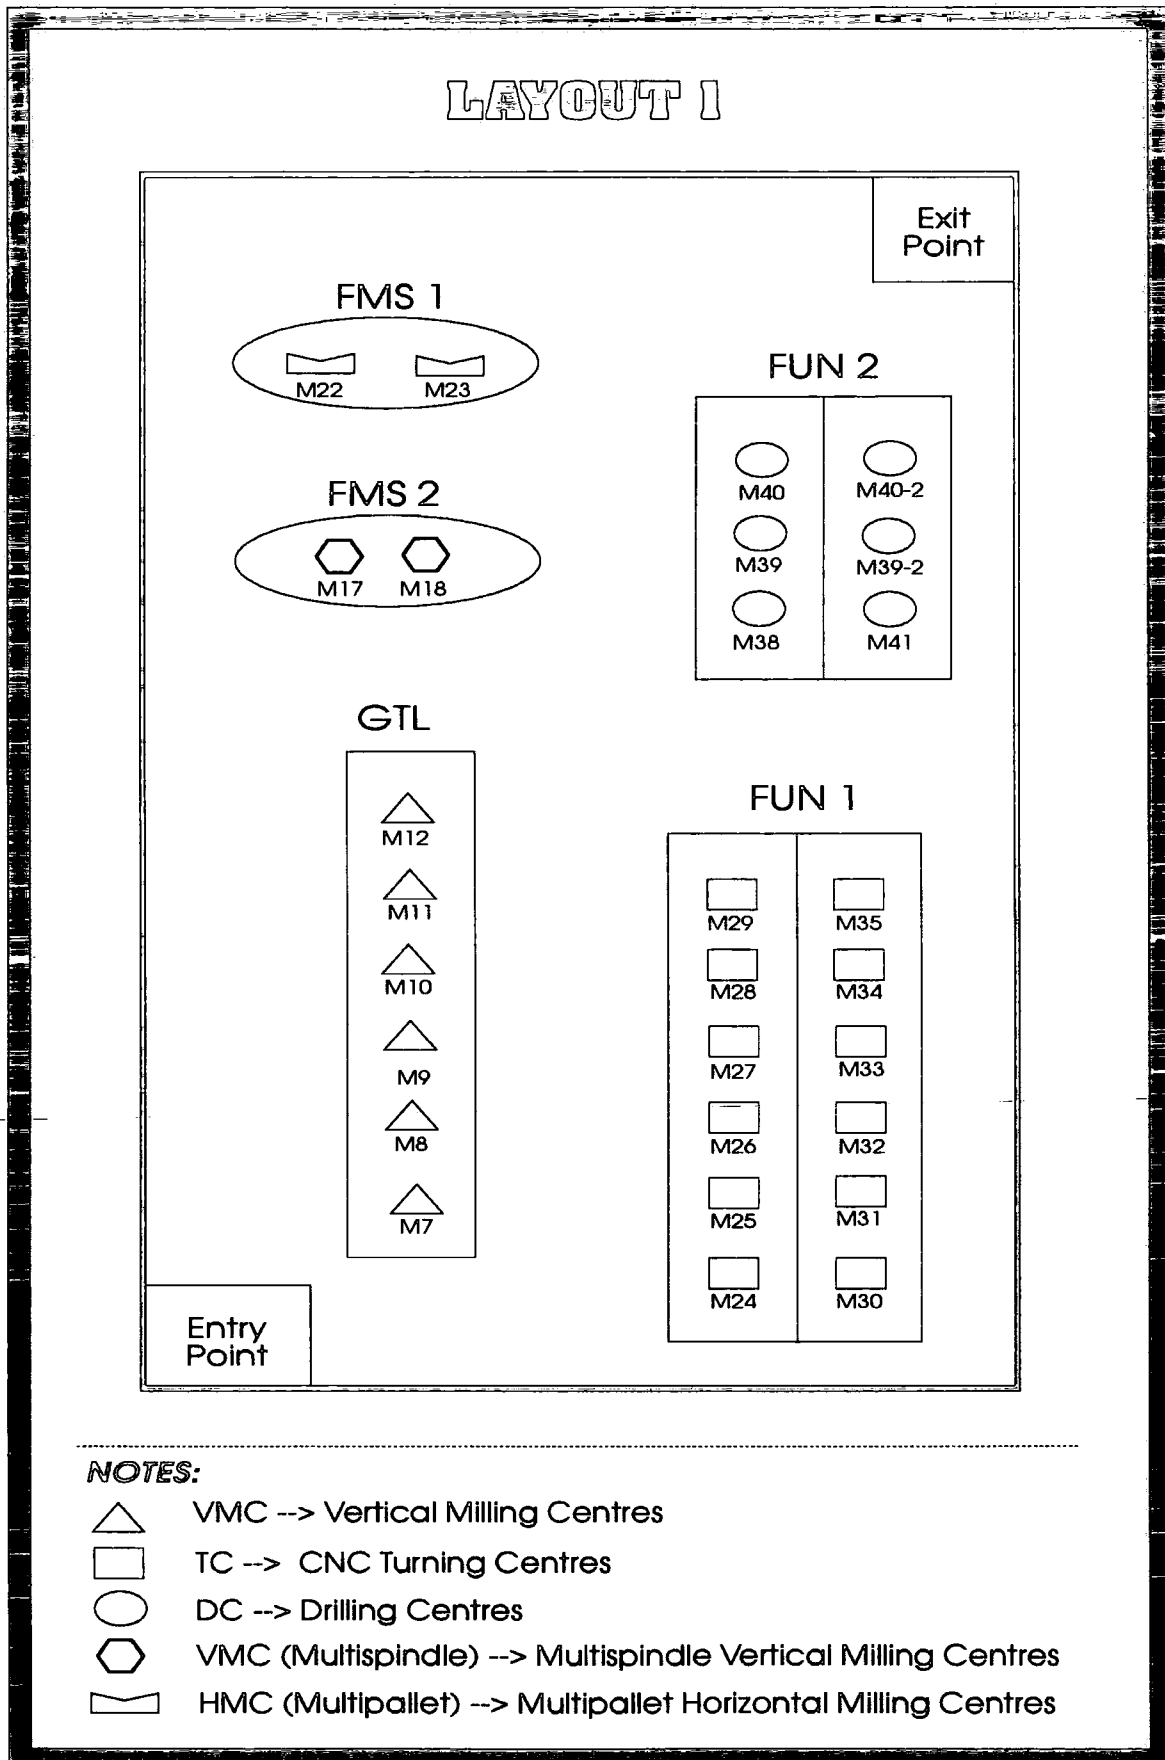 LAYOUT 1
Exit
Point
FMS 1
M22 M23
FUN 2
M40 M40-2
M39 M39-2
M38 M41
FMS 2
M17 M18
GTL
M12
M11
M10
M9
M8
M7
FUN 1
M29 M35
M28 M34
M27 M33
M26 M32
M25 M31
M24 M30
Entry
Point
NOTES:
VMC --> Vertical Milling Centres
TC --> CNC Turning Centres
DC --> Drilling Centres
VMC (Multispindle) --> Multispindle Vertical Milling Centres
HMC (Multipallet) --> Multipallet Horizontal Milling Centres